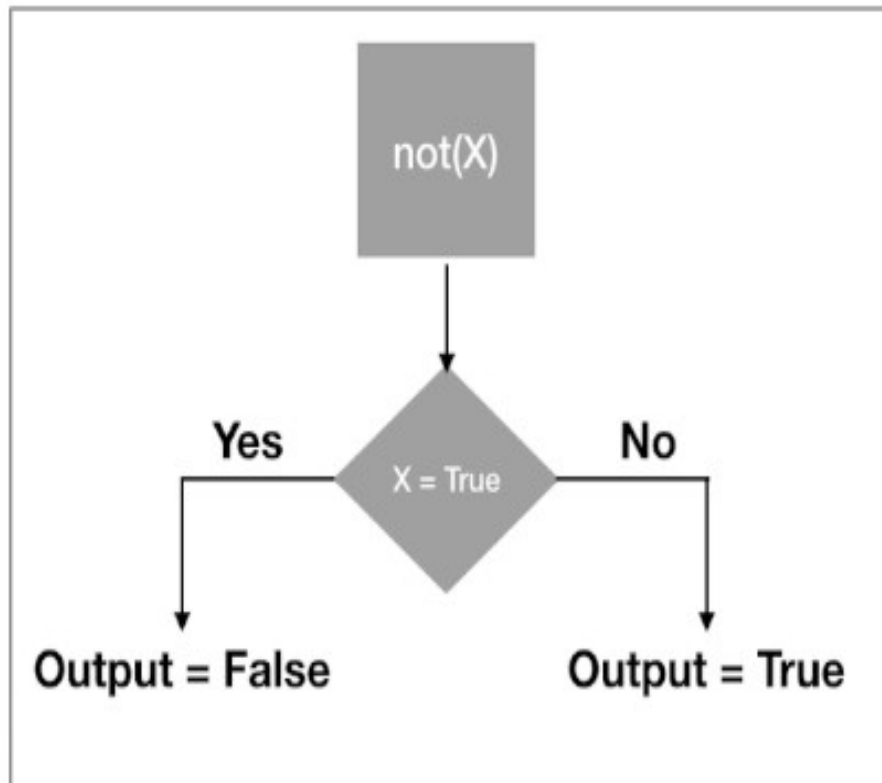 not(X)
Yes
No
X = True
Output = False
Output = True